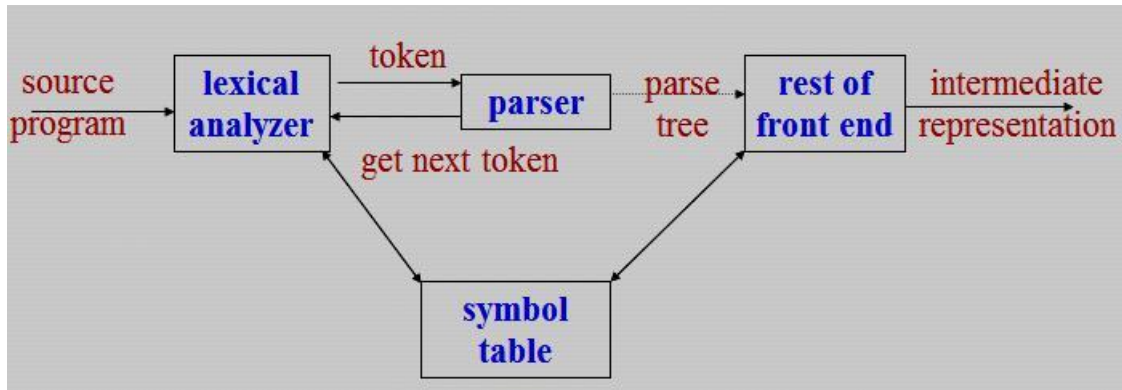 source
program
lexical
analyzer
token
get next token
parser
parse
tree
rest of
front end
intermediate
representation
symbol
table